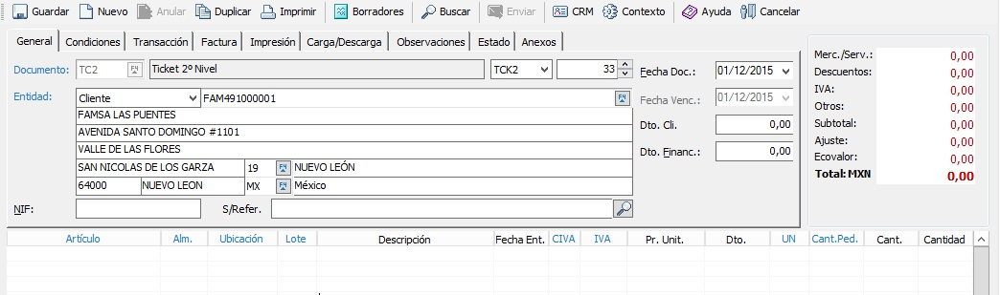 Guardar Nuevo Anular Duplicar Imprimir Borradores Buscar Enviar CRM Contexto Ayuda Cancelar
General Condiciones Transacción Factura Impresión Carga/Descarga Observaciones Estado Anexos
Documento: TC2 F4 Ticket 2º Nivel TCK2 33 Fecha Doc.: 01/12/2015
Entidad: Cliente FAM491000001 F4 Fecha Venc.: 01/12/2015
FAMSA LAS PUENTES
AVENIDA SANTO DOMINGO #1101 Dto. Cli. 0,00
VALLE DE LAS FLORES Dto. Financ.: 0,00
SAN NICOLAS DE LOS GARZA 19 F4 NUEVO LEÓN
64000 NUEVO LEON MX F4 México
NIF: S/Refer.
Merc./Serv.: 0,00
Descuentos: 0,00
IVA: 0,00
Otros: 0,00
Subtotal: 0,00
Ajuste: 0,00
Ecovalor: 0,00
Total: MXN 0,00
Artículo Alm. Ubicación Lote Descripción Fecha Ent. CIVA IVA Pr. Unit. Dto. UN Cant.Ped. Cant. Cantidad